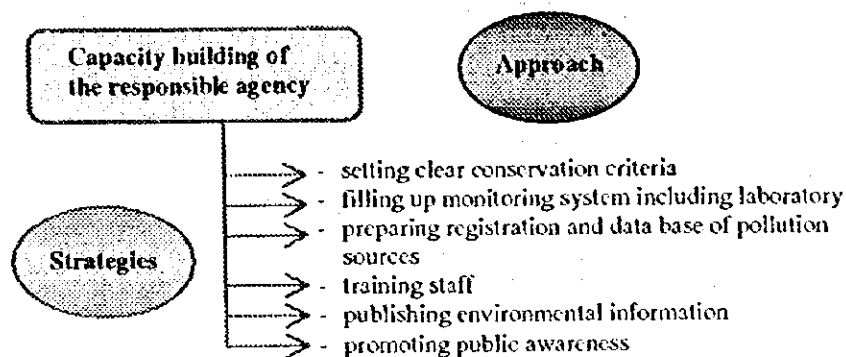 Capacity building of
the responsible agency
Approach
- setting clear conservation criteria
- filling up monitoring system including laboratory
- preparing registration and data base of pollution
sources
Strategies
- training staff
- publishing environmental information
- promoting public awareness